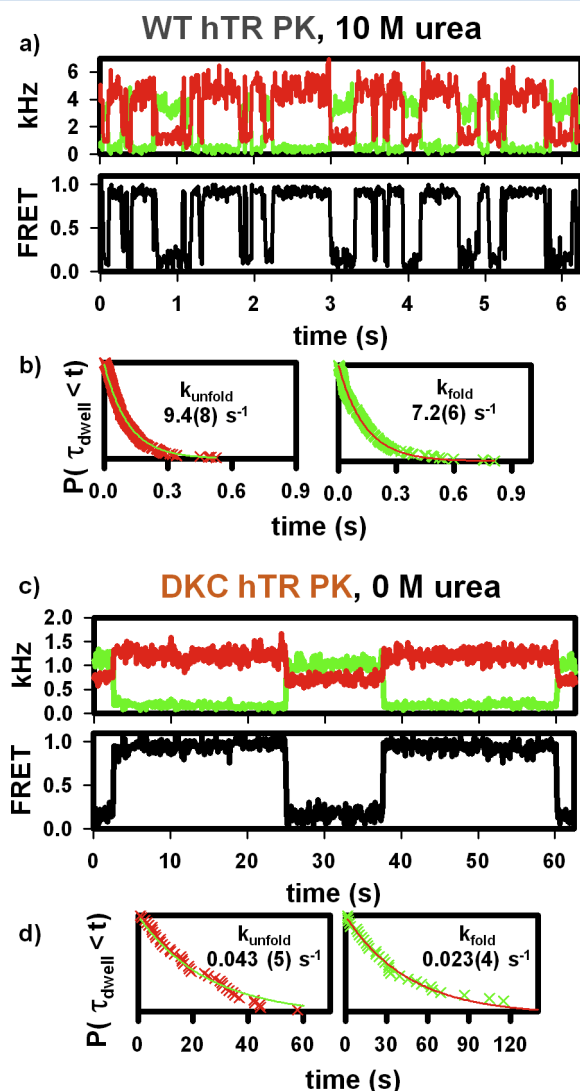 WT hTR PK, 10 M urea
a)
kHz
6
4
2
0
FRET
1.0
0.5
0.0
0 1 2 3 4 5 6
time (s)
b)
P( τdwell < t)
kunfold
9.4(8) s-1
kfold
7.2(6) s-1
0.0 0.3 0.6 0.9
0.0 0.3 0.6 0.9
time (s)
c)
DKC hTR PK, 0 M urea
kHz
2.0
1.5
1.0
0.5
0.0
FRET
1.0
0.5
0.0
0 10 20 30 40 50 60
time (s)
d)
P( τdwell < t)
kunfold
0.043 (5) s-1
kfold
0.023(4) s-1
0 20 40 60
0 30 60 90 120
time (s)